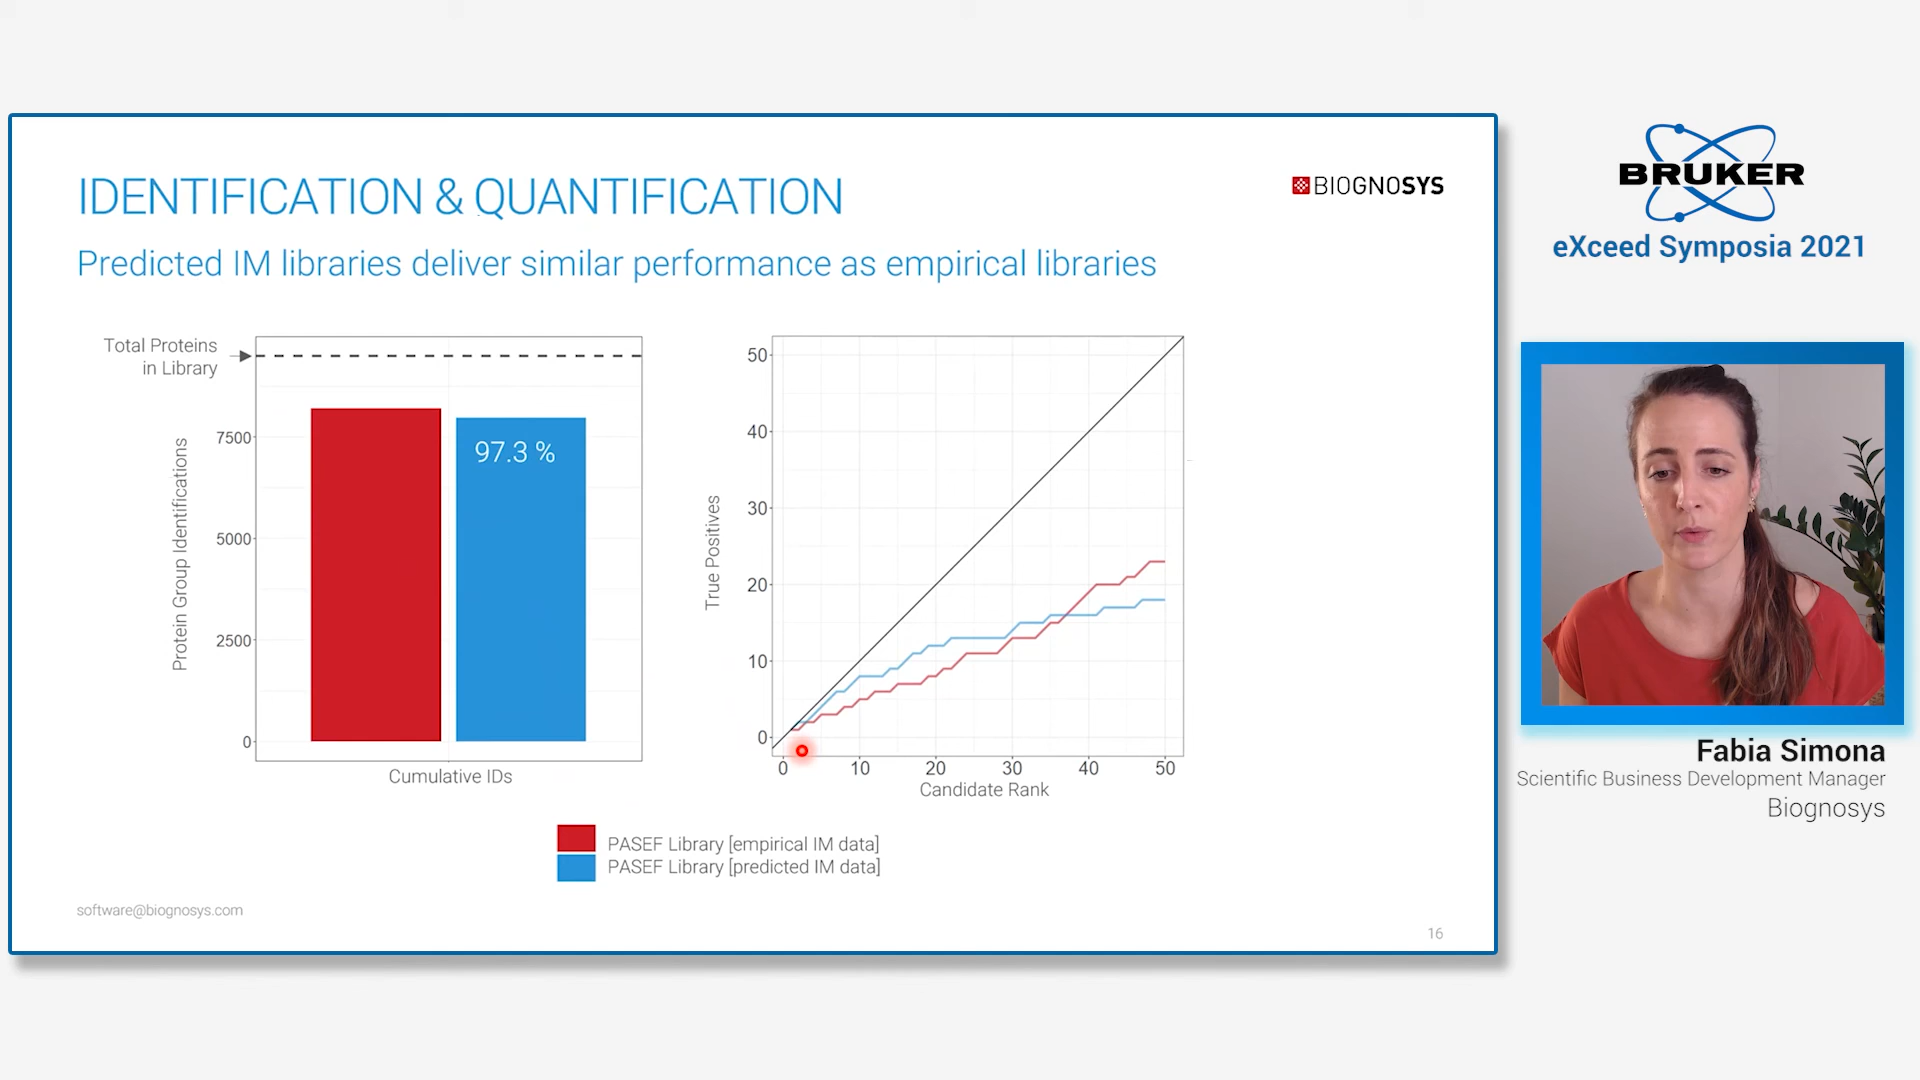 IDENTIFICATION & QUANTIFICATION
BIOGNOSYS
Predicted IM libraries deliver similar performance as empirical libraries
Total Proteins
in Library
Protein Group Identifications
7500
5000
2500
0
97.3 %
Cumulative IDs
True Positives
50
40
30
20
10
0
0 10 20 30 40 50
Candidate Rank
PASEF Library [empirical IM data]
PASEF Library [predicted IM data]
software@biognosys.com
16
BRUKER
eXceed Symposia 2021
Fabia Simona
Scientific Business Development Manager
Biognosys